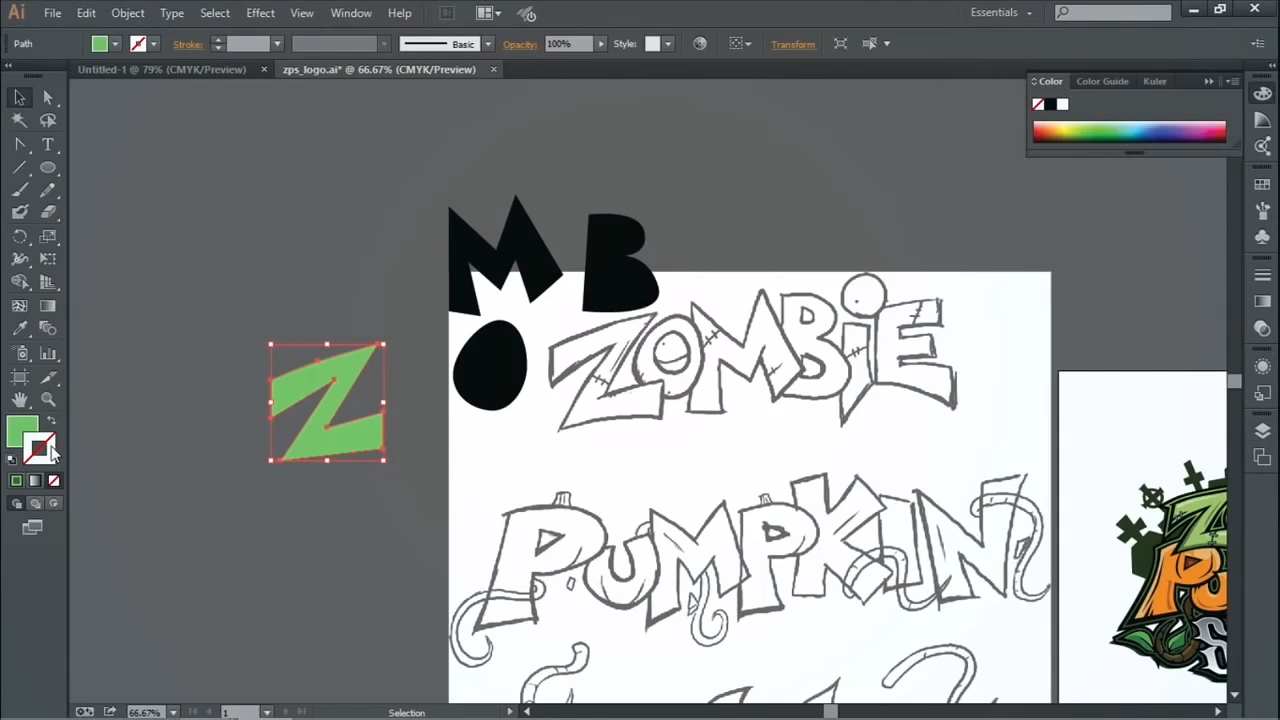 Ai File Edit Object Type Select Effect View Window Help Br Essentials
Path Stroke: Basic Opacity: 100% Style: Transform
Untitled-1 @ 79% (CMYK/Preview) × zps_logo.ai* @ 66.67% (CMYK/Preview) ×
Color Color Guide Kuler
M B
O
ZOMBiE
Z
PUMPKIN
66.67% 1 Selection